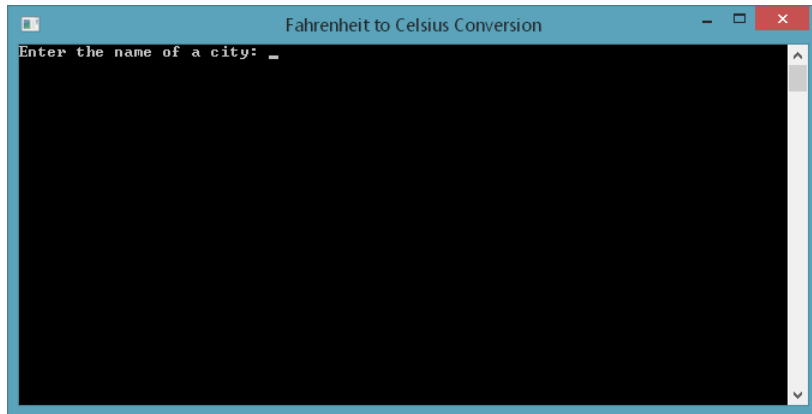 Fahrenheit to Celsius Conversion
Enter the name of a city: _